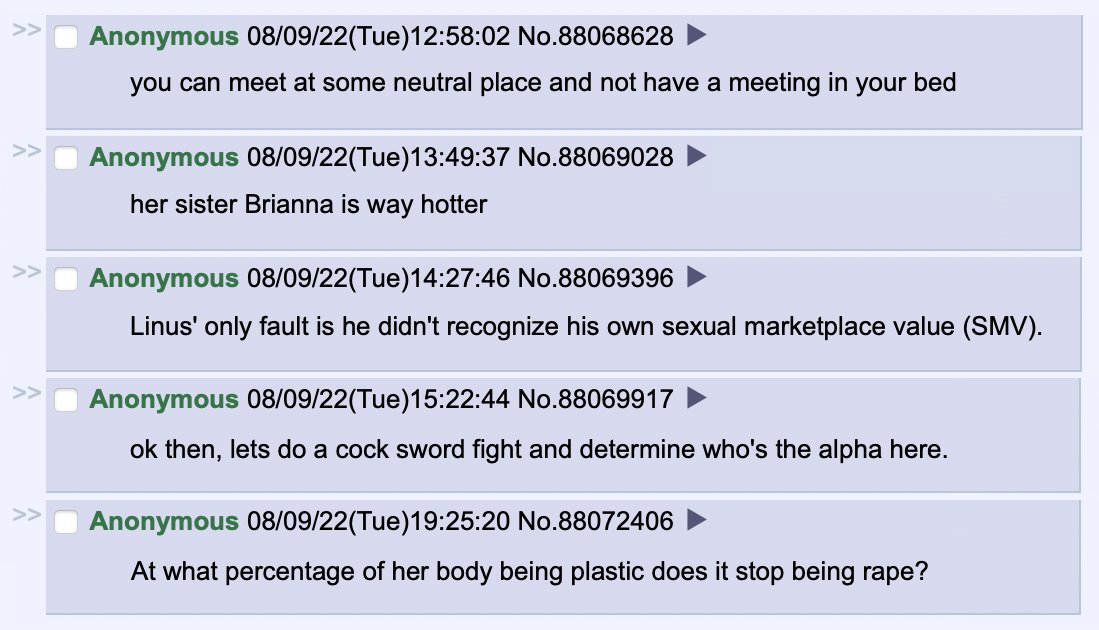 >> Anonymous 08/09/22(Tue)12:58:02 No.88068628 ▶
you can meet at some neutral place and not have a meeting in your bed
>> Anonymous 08/09/22(Tue)13:49:37 No.88069028 ▶
her sister Brianna is way hotter
>> Anonymous 08/09/22(Tue)14:27:46 No.88069396 ▶
Linus' only fault is he didn't recognize his own sexual marketplace value (SMV).
>> Anonymous 08/09/22(Tue)15:22:44 No.88069917 ▶
ok then, lets do a cock sword fight and determine who's the alpha here.
>> Anonymous 08/09/22(Tue)19:25:20 No.88072406 ▶
At what percentage of her body being plastic does it stop being rape?